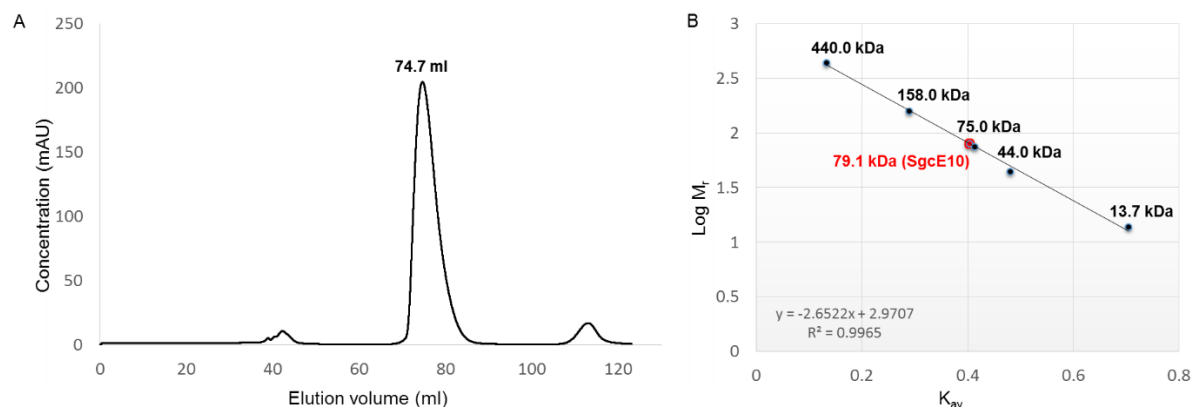 A
250
200
150
100
50
0
Concentration (mAU)
74.7 ml
0 20 40 60 80 100 120
Elution volume (ml)
B
3
2.5
2
1.5
1
0.5
0
Log Mr
440.0 kDa
158.0 kDa
75.0 kDa
79.1 kDa (SgcE10)
44.0 kDa
13.7 kDa
y = -2.6522x + 2.9707
R² = 0.9965
0 0.2 0.4 0.6 0.8
Kav